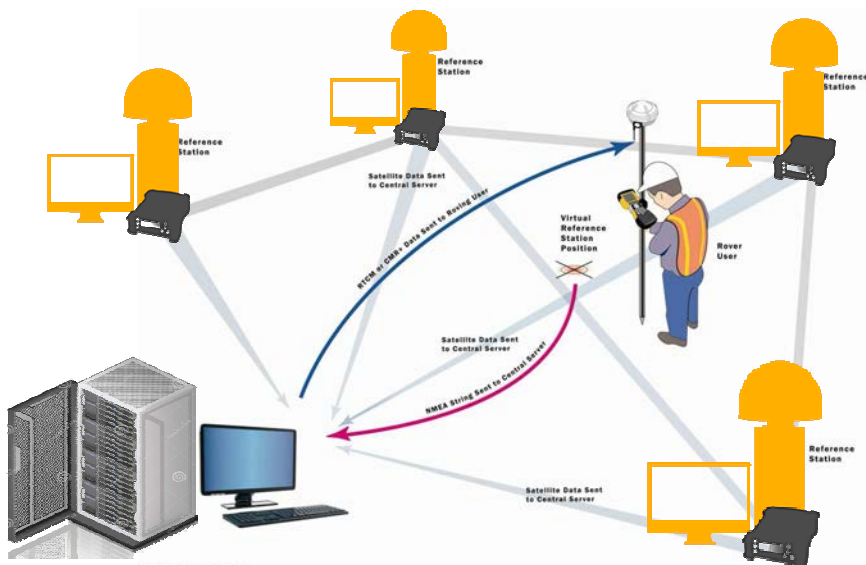 Reference
Station
Reference
Station
Reference
Station
Satellite Data Sent
to Central Server
RTCM or CMR+ Data Sent to Roving User
Virtual
Reference
Station
Position
Rover
User
Satellite Data Sent
to Central Server
NMEA String Sent to Central Server
Reference
Station
Satellite Data Sent
to Central Server